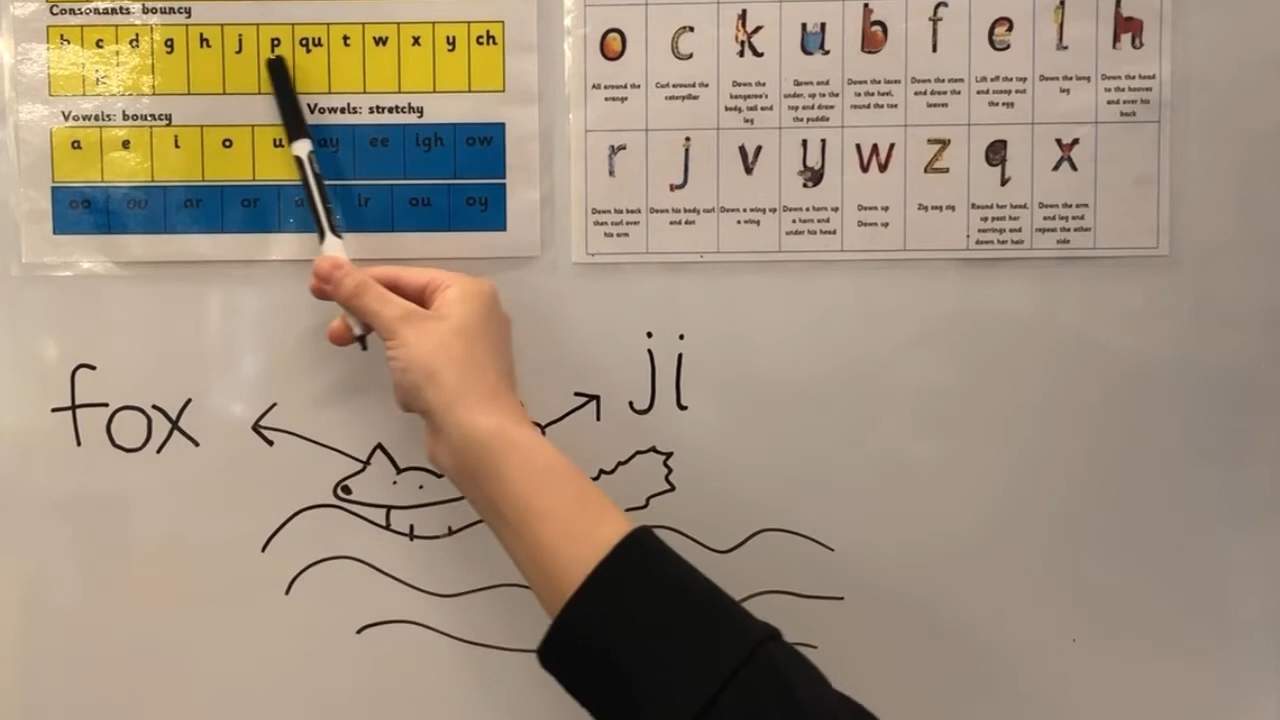 Consonants: bouncy
b c d g h j p qu t w x y ch
k
Vowels: bouncy
Vowels: stretchy
a e i o u ay ee igh ow
oo oo ar or ir ou oy
o c k u b f e l h
All around the orange
Curl around the caterpillar
Down the kangaroo's body, tail and leg
Down and under, up to the top and draw the puddle
Down the laces to the heel, round the toe
Down the stem and draw the leaves
Lift off the top and scoop out the egg
Down the long leg
Down the head to the hooves and over his back
r j v y w z q x
Down his back then curl over his arm
Down his body curl and dot
Down a wing up a wing
Down a horn up a horn and under his head
Down up Down up
Zig zag zig
Round her head, up past her earrings and down her hair
Down the arm and leg and repeat the other side
fox
ji